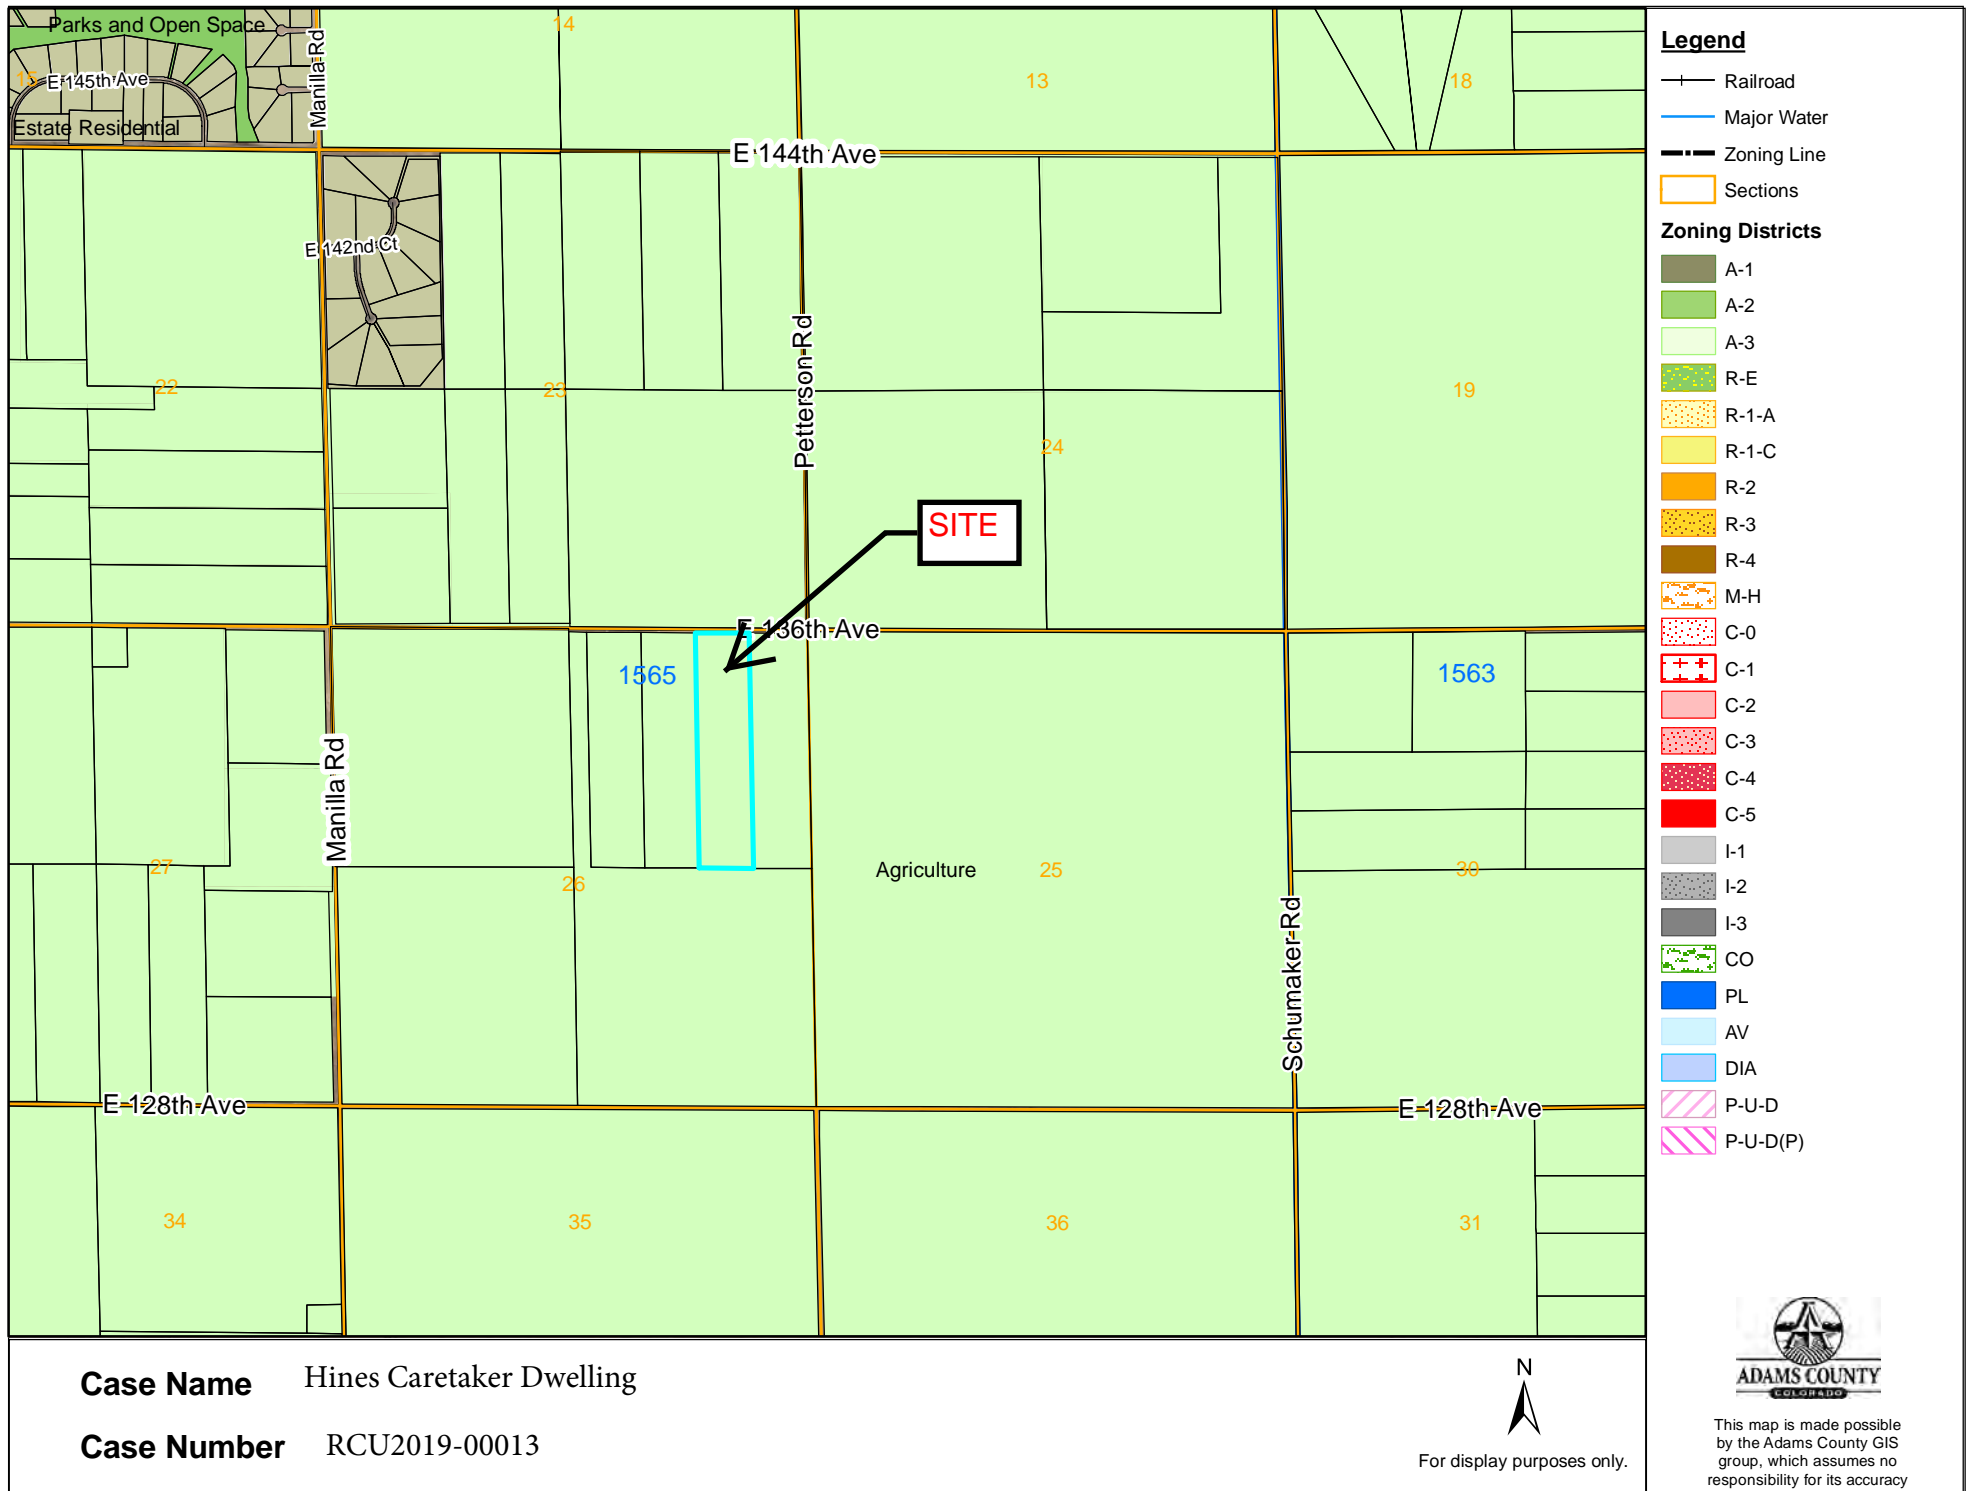 Parks and Open Space
14
Manilla Rd
15
E 145th Ave
13
18
Estate Residential
E 144th Ave
E 142nd Ct
Petterson Rd
22
23
19
24
SITE
E 136th Ave
1565
1563
Manilla Rd
27
26
Agriculture
25
30
Schumaker Rd
E 128th Ave
E 128th Ave
34
35
36
31
Legend
Railroad
Major Water
Zoning Line
Sections
Zoning Districts
A-1
A-2
A-3
R-E
R-1-A
R-1-C
R-2
R-3
R-4
M-H
C-0
C-1
C-2
C-3
C-4
C-5
I-1
I-2
I-3
CO
PL
AV
DIA
P-U-D
P-U-D(P)
Case Name Hines Caretaker Dwelling
Case Number RCU2019-00013
N
For display purposes only.
ADAMS COUNTY
COLORADO
This map is made possible
by the Adams County GIS
group, which assumes no
responsibility for its accuracy